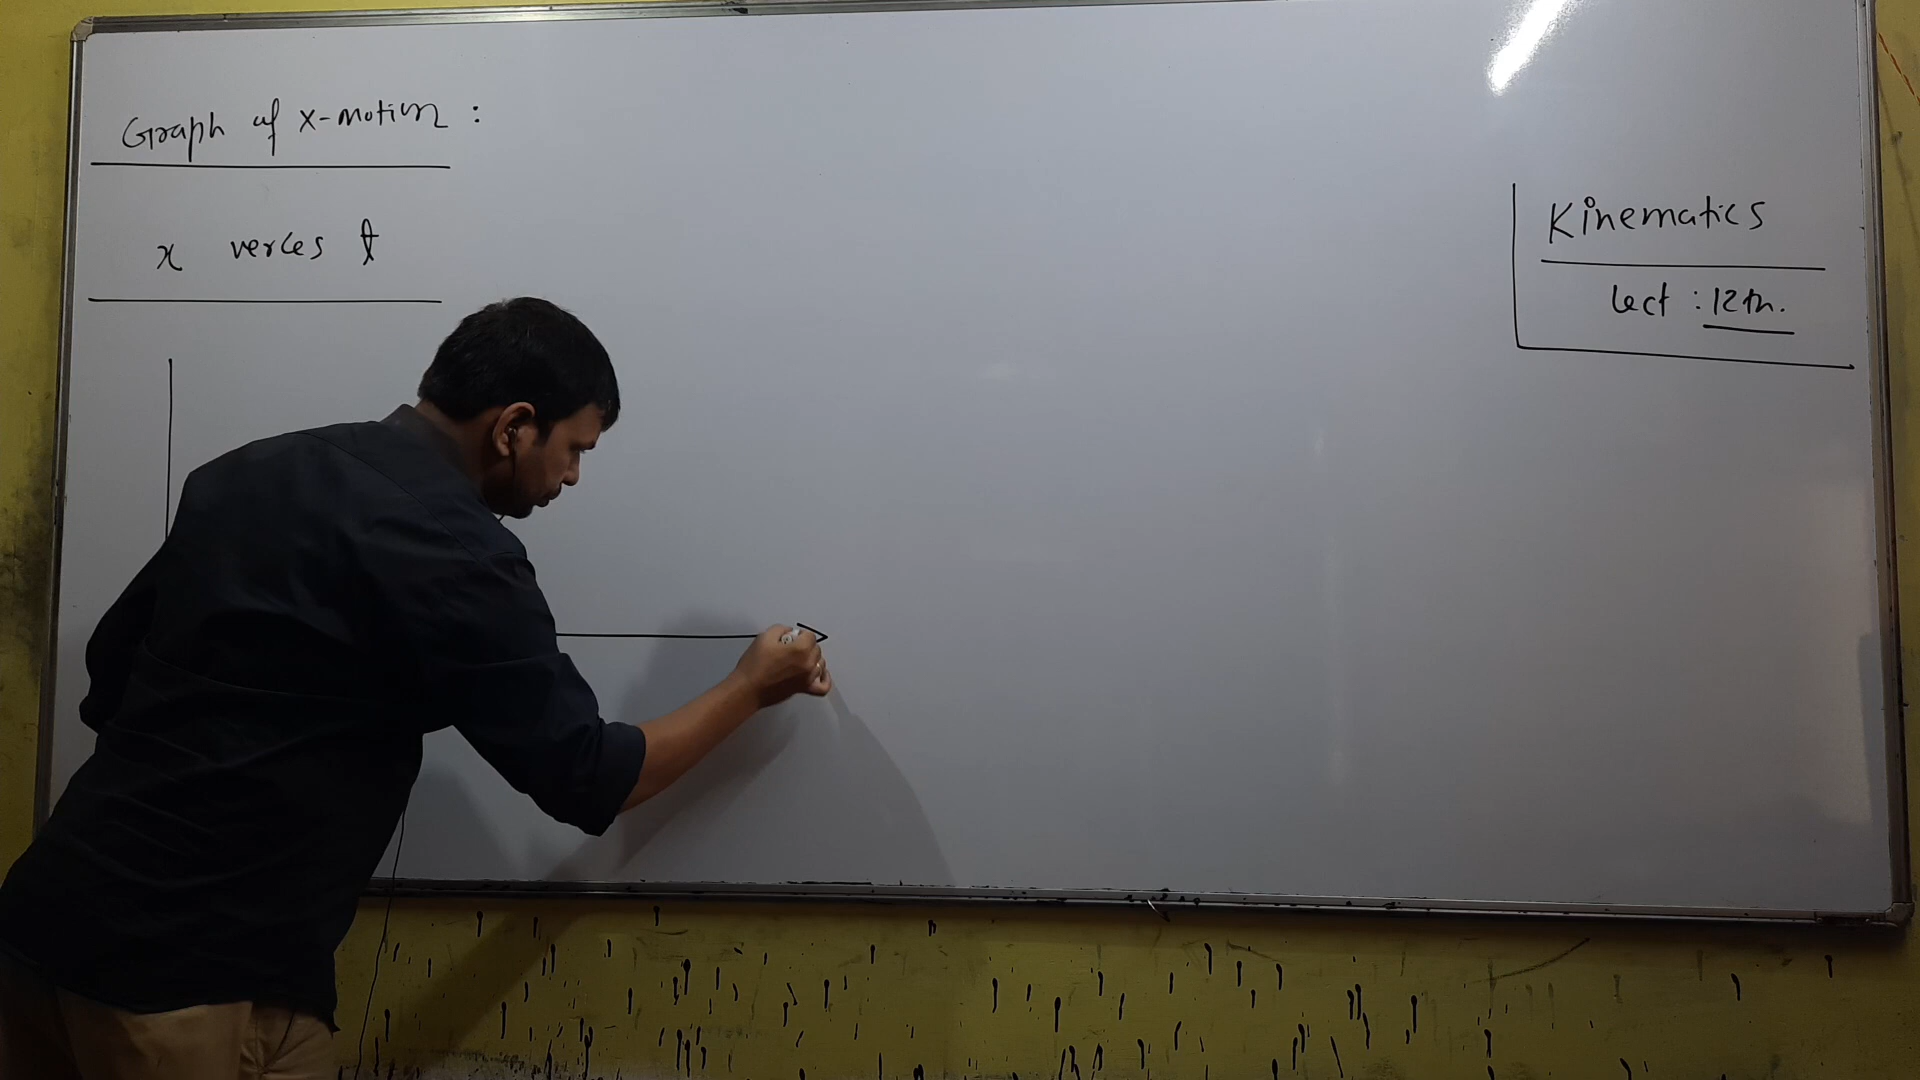 Graph of x-motion :
x verces t
Kinematics
Lect : 12th.